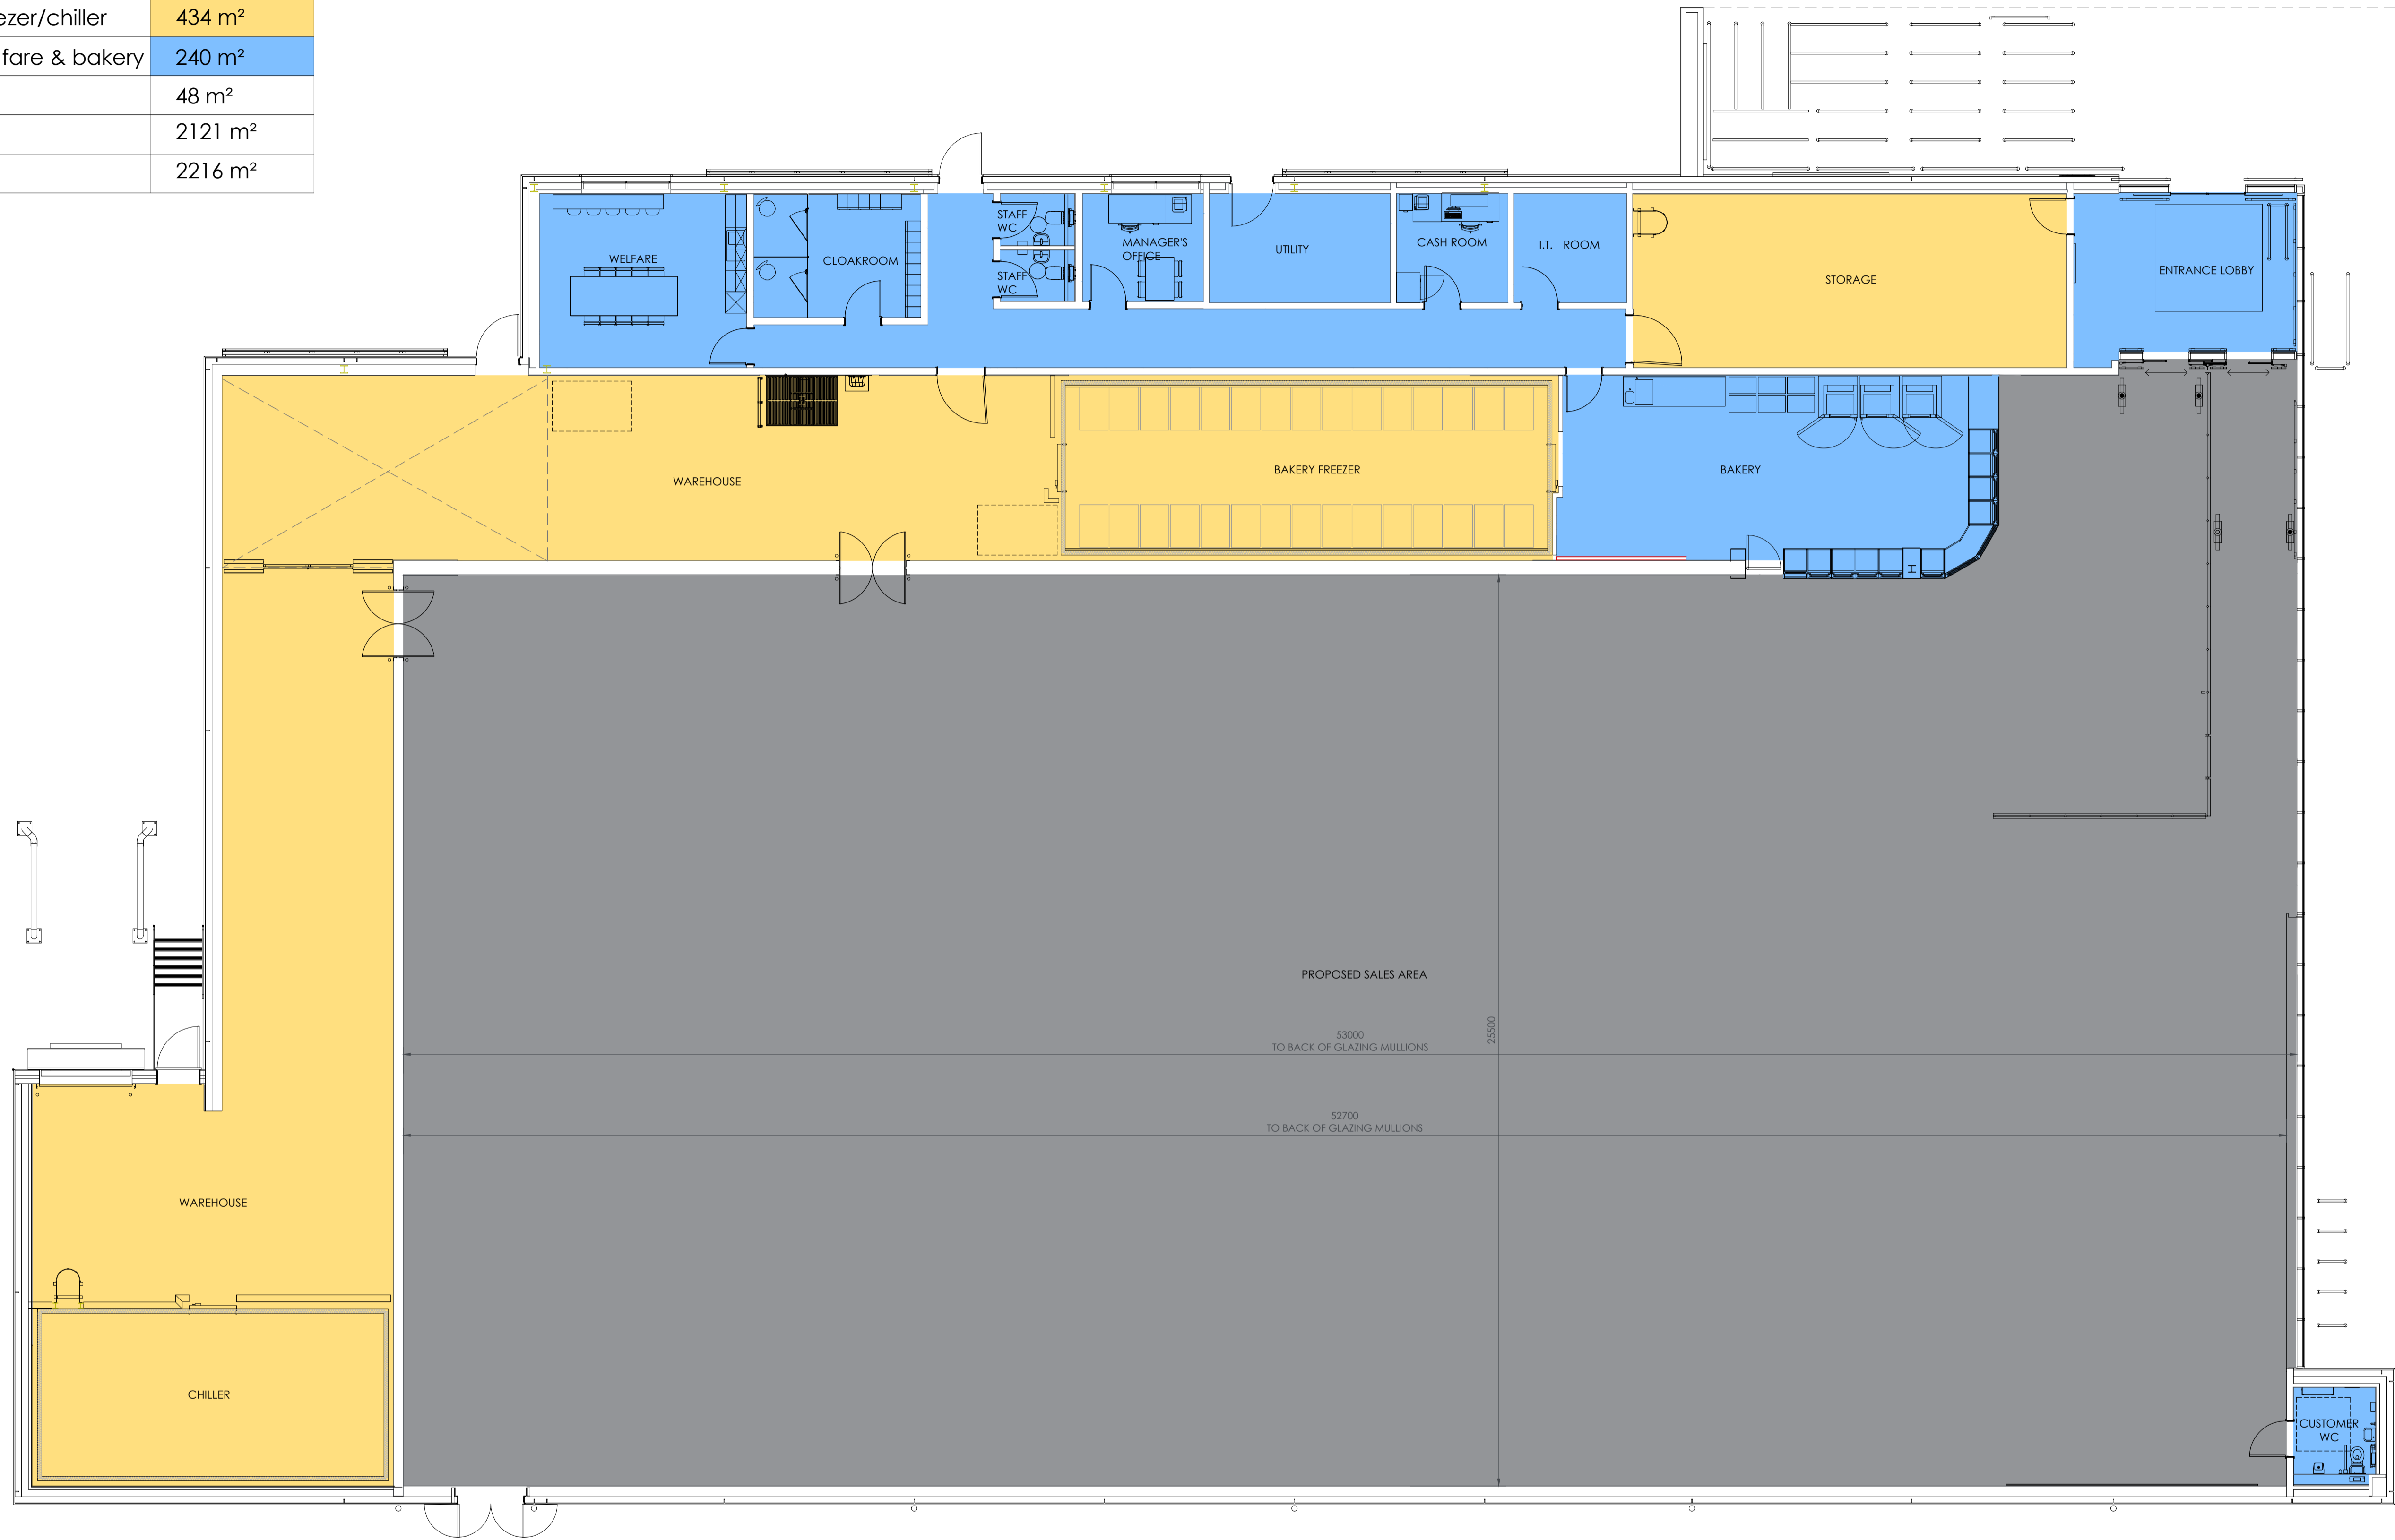 ezer/chiller 434 m²
lfare & bakery 240 m²
48 m²
2121 m²
2216 m²
WELFARE
CLOAKROOM
STAFF
WC
STAFF
WC
MANAGER'S
OFFICE
UTILITY
CASH ROOM
I.T. ROOM
STORAGE
ENTRANCE LOBBY
WAREHOUSE
BAKERY FREEZER
BAKERY
H
PROPOSED SALES AREA
25500
53000
TO BACK OF GLAZING MULLIONS
52700
TO BACK OF GLAZING MULLIONS
WAREHOUSE
CHILLER
CUSTOMER
WC